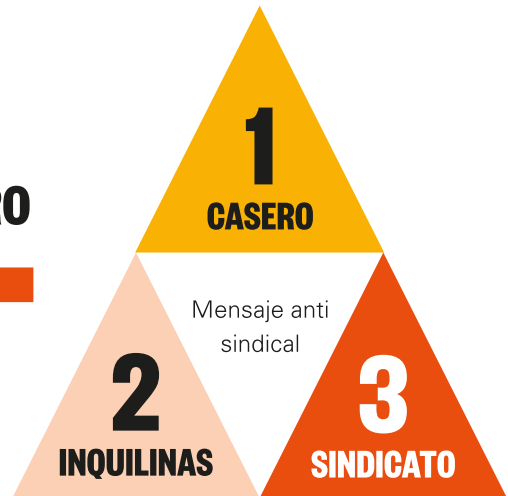 1
CASERO
Mensaje anti
sindical
2
INQUILINAS
3
SINDICATO